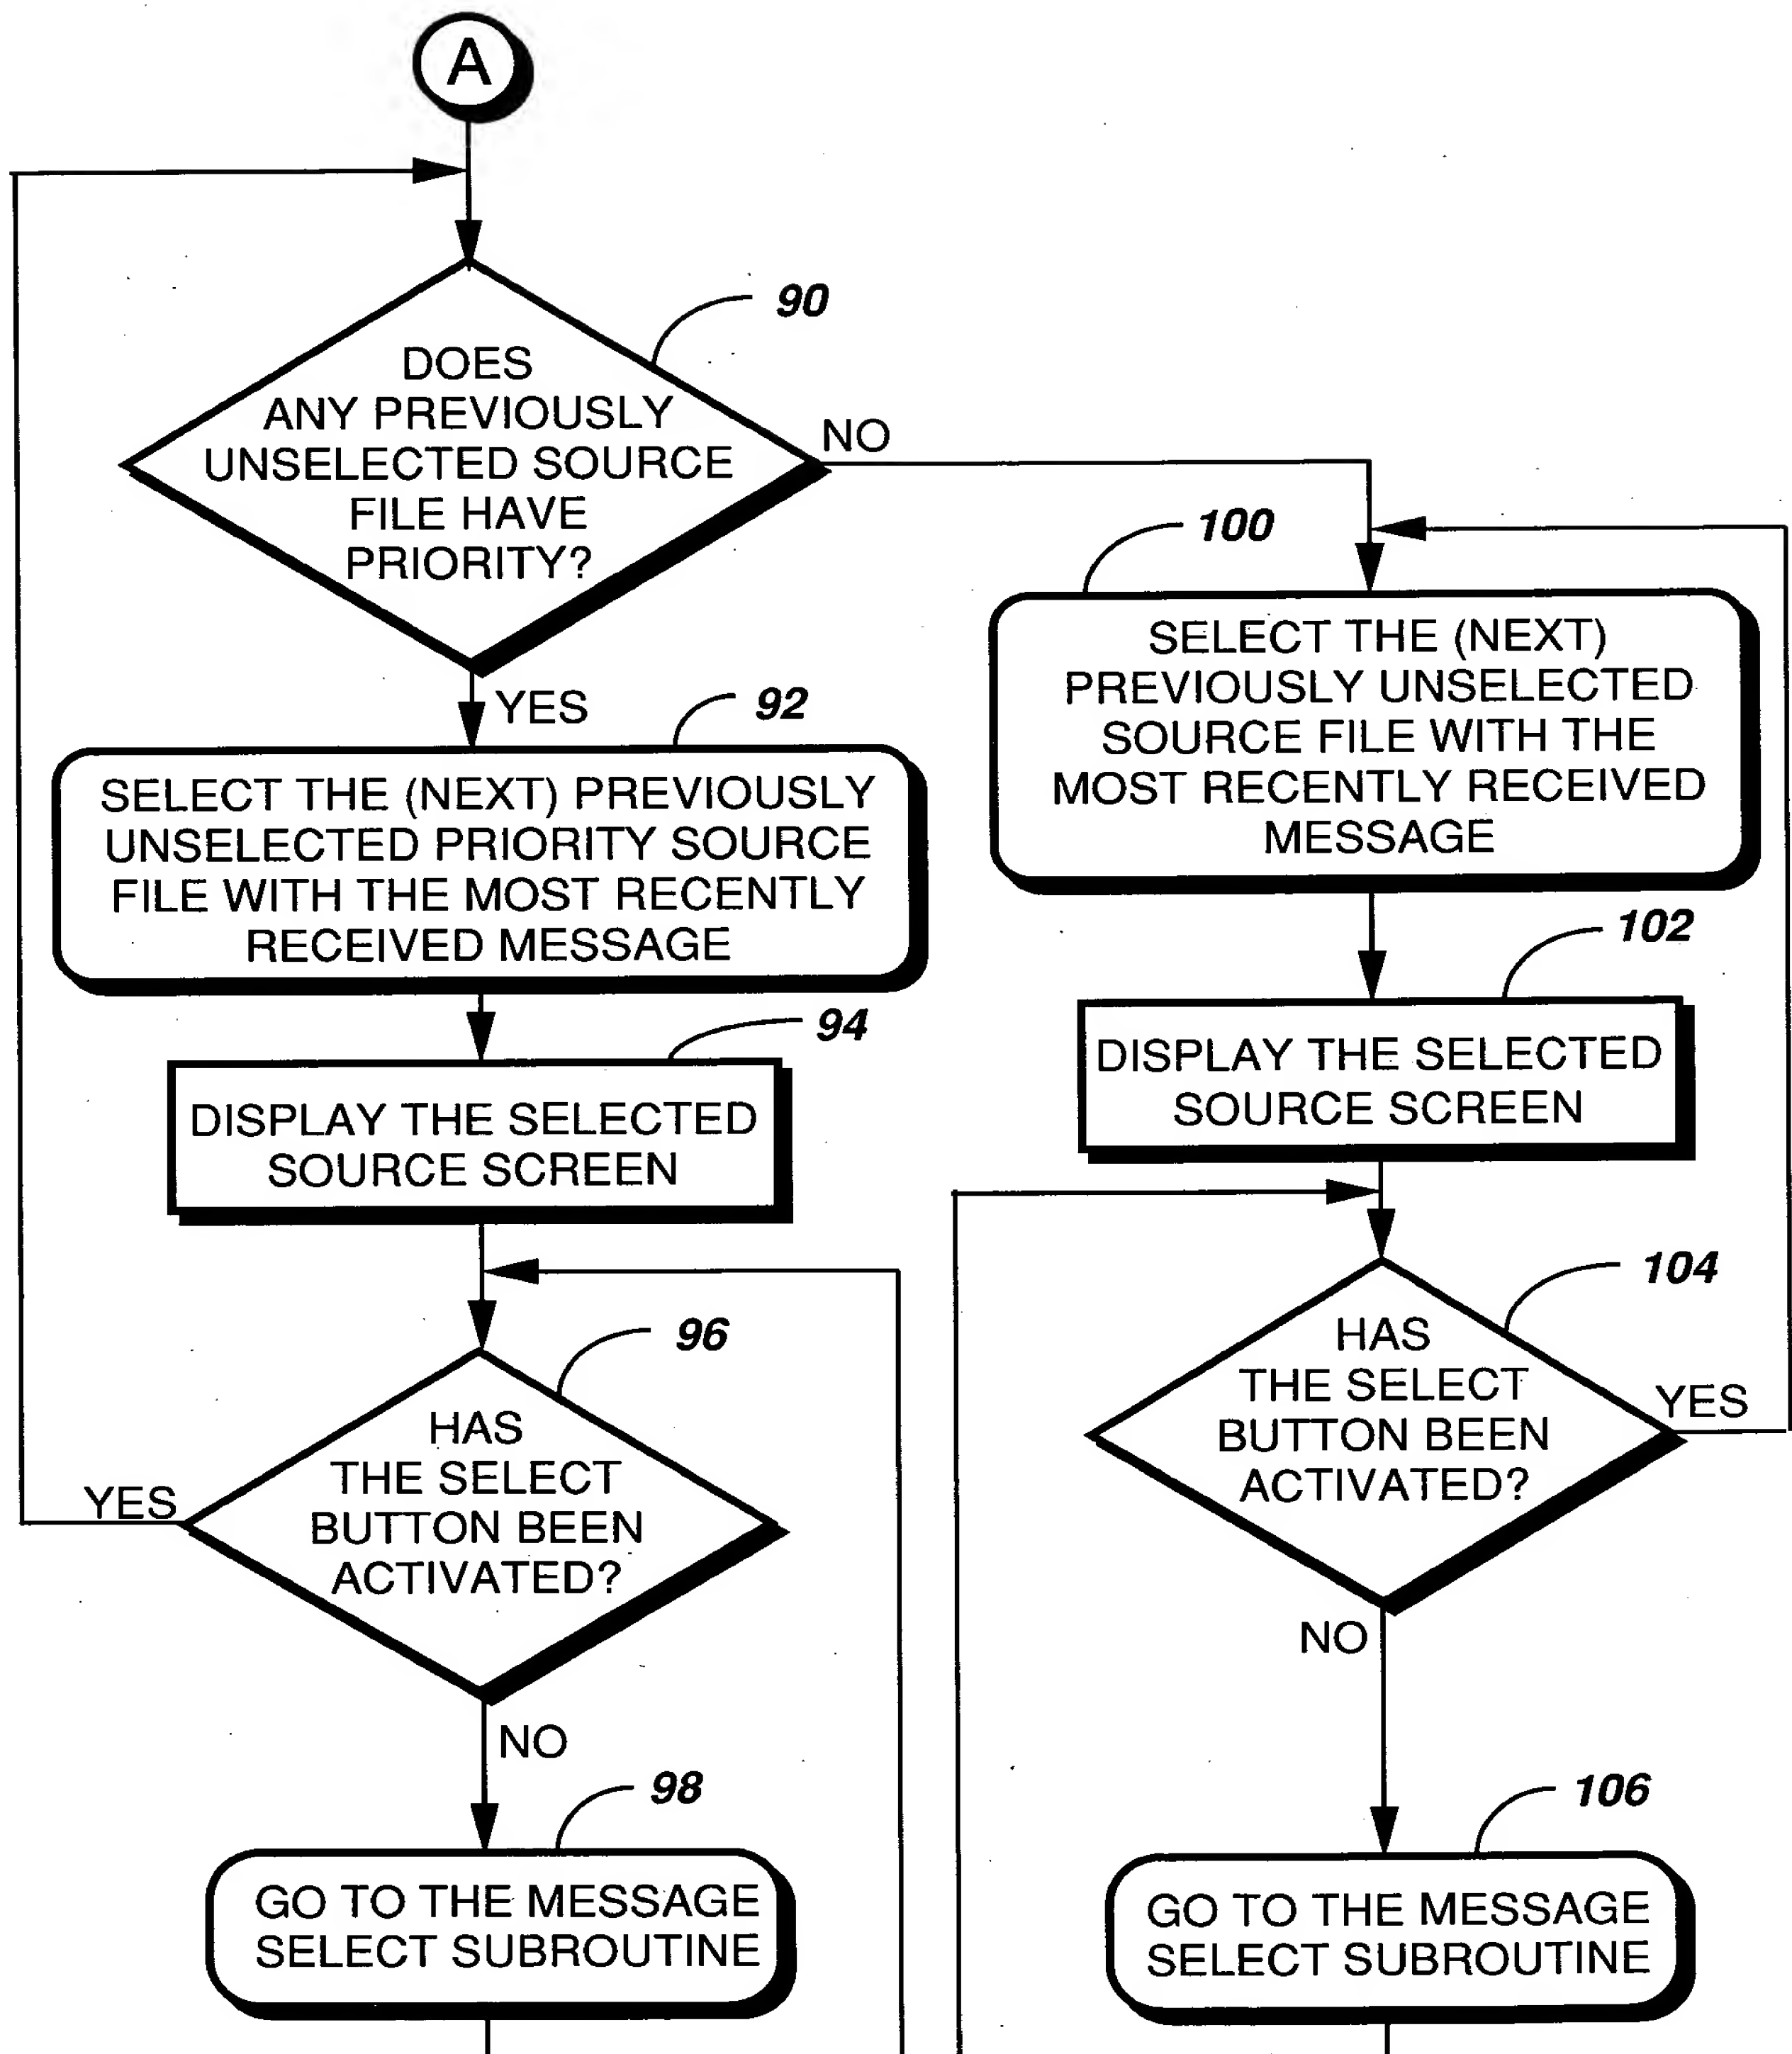 A
90
DOES
ANY PREVIOUSLY
UNSELECTED SOURCE
FILE HAVE
PRIORITY?
NO
YES
92
SELECT THE (NEXT) PREVIOUSLY
UNSELECTED PRIORITY SOURCE
FILE WITH THE MOST RECENTLY
RECEIVED MESSAGE
94
DISPLAY THE SELECTED
SOURCE SCREEN
96
HAS
THE SELECT
BUTTON BEEN
ACTIVATED?
YES
NO
98
GO TO THE MESSAGE
SELECT SUBROUTINE
100
SELECT THE (NEXT)
PREVIOUSLY UNSELECTED
SOURCE FILE WITH THE
MOST RECENTLY RECEIVED
MESSAGE
102
DISPLAY THE SELECTED
SOURCE SCREEN
104
HAS
THE SELECT
BUTTON BEEN
ACTIVATED?
YES
NO
106
GO TO THE MESSAGE
SELECT SUBROUTINE